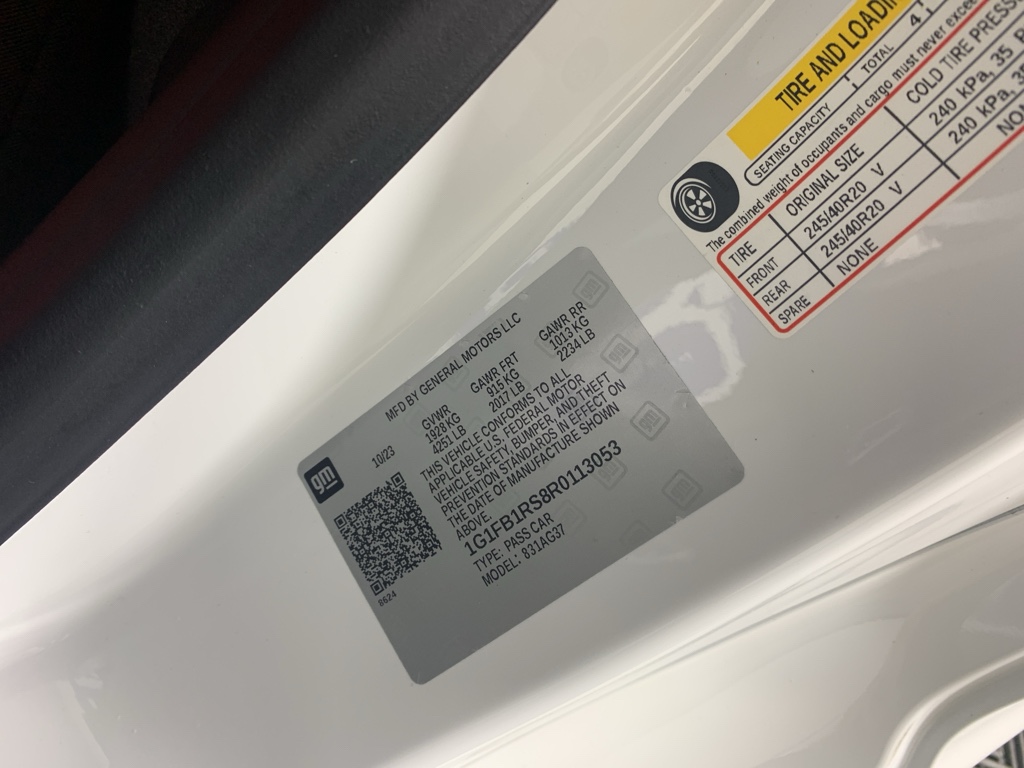 gm
MFD BY GENERAL MOTORS LLC
10/23
GVWR GAWR FRT GAWR RR
1928KG 915 KG 1013 KG
4251 LB 2017 LB 2234 LB
THIS VEHICLE CONFORMS TO ALL
APPLICABLE U.S. FEDERAL MOTOR
VEHICLE SAFETY, BUMPER, AND THEFT
PREVENTION STANDARDS IN EFFECT ON
THE DATE OF MANUFACTURE SHOWN
ABOVE.
1G1FB1RS8R0113053
TYPE: PASS CAR
MODEL: 831AG37
8624
TIRE AND LOADIN
SEATING CAPACITY TOTAL 4
The combined weight of occupants and cargo must never excee
TIRE ORIGINAL SIZE COLD TIRE PRESS
FRONT 245/40R20 V 240 kPa, 35
REAR 245/40R20 V 240 kPa,
SPARE NONE